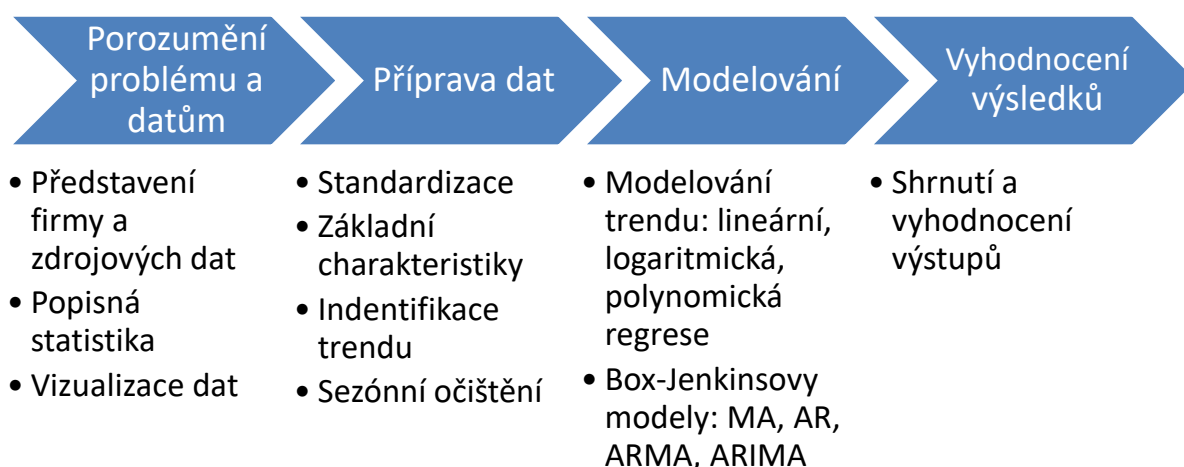 Porozumění
problému a
datům
Příprava dat
Modelování
Vyhodnocení
výsledků
• Představení
firmy a
zdrojových dat
• Popisná
statistika
• Vizualizace dat
• Standardizace
• Základní
charakteristiky
• Indentifikace
trendu
• Sezónní očištění
• Modelování
trendu: lineární,
logaritmická,
polynomická
regrese
• Box-Jenkinsovy
modely: MA, AR,
ARMA, ARIMA
• Shrnutí a
vyhodnocení
výstupů